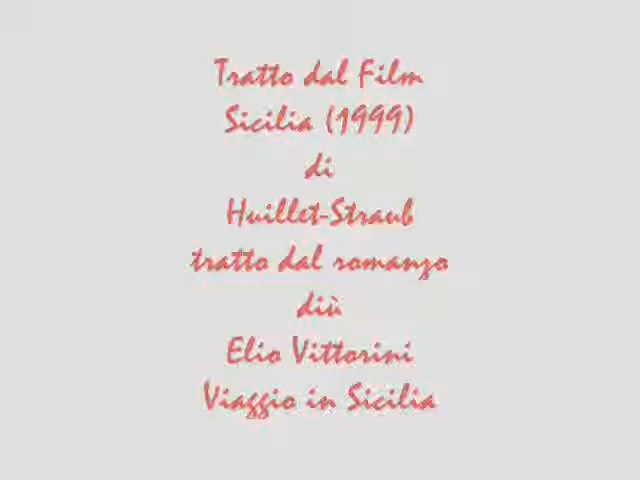 Tratto dal Film
Sicilia (1999)
di
Huillet-Straub
tratto dal romanzo
diù
Elio Vittorini
Viaggio in Sicilia